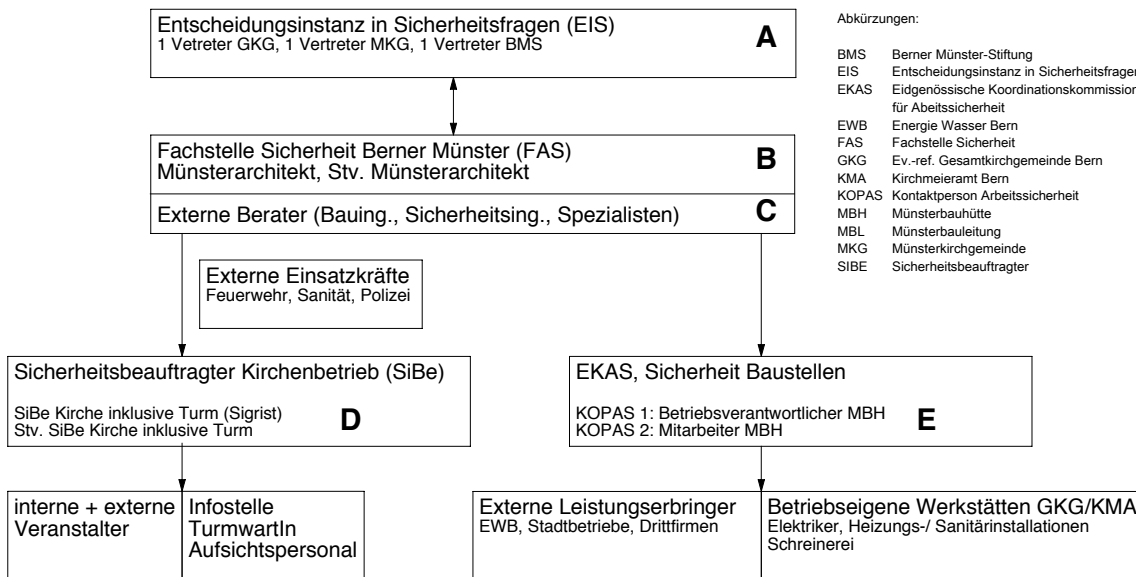 Entscheidungsinstanz in Sicherheitsfragen (EIS)
1 Vetreter GKG, 1 Vertreter MKG, 1 Vertreter BMS
A
Fachstelle Sicherheit Berner Münster (FAS)
Münsterarchitekt, Stv. Münsterarchitekt
B
Externe Berater (Bauing., Sicherheitsing., Spezialisten)
C
Externe Einsatzkräfte
Feuerwehr, Sanität, Polizei
Sicherheitsbeauftragter Kirchenbetrieb (SiBe)
SiBe Kirche inklusive Turm (Sigrist)
Stv. SiBe Kirche inklusive Turm
D
EKAS, Sicherheit Baustellen
KOPAS 1: Betriebsverantwortlicher MBH
KOPAS 2: Mitarbeiter MBH
E
interne + externe
Veranstalter
Infostelle
TurmwartIn
Aufsichtspersonal
Externe Leistungserbringer
EWB, Stadtbetriebe, Drittfirmen
Betriebseigene Werkstätten GKG/KMA
Elektriker, Heizungs-/ Sanitärinstallationen
Schreinerei
Abkürzungen:
BMS Berner Münster-Stiftung
EIS Entscheidungsinstanz in Sicherheitsfragen
EKAS Eidgenössische Koordinationskommission
für Abeitssicherheit
EWB Energie Wasser Bern
FAS Fachstelle Sicherheit
GKG Ev.-ref. Gesamtkirchgemeinde Bern
KMA Kirchmeieramt Bern
KOPAS Kontaktperson Arbeitssicherheit
MBH Münsterbauhütte
MBL Münsterbauleitung
MKG Münsterkirchgemeinde
SIBE Sicherheitsbeauftragter